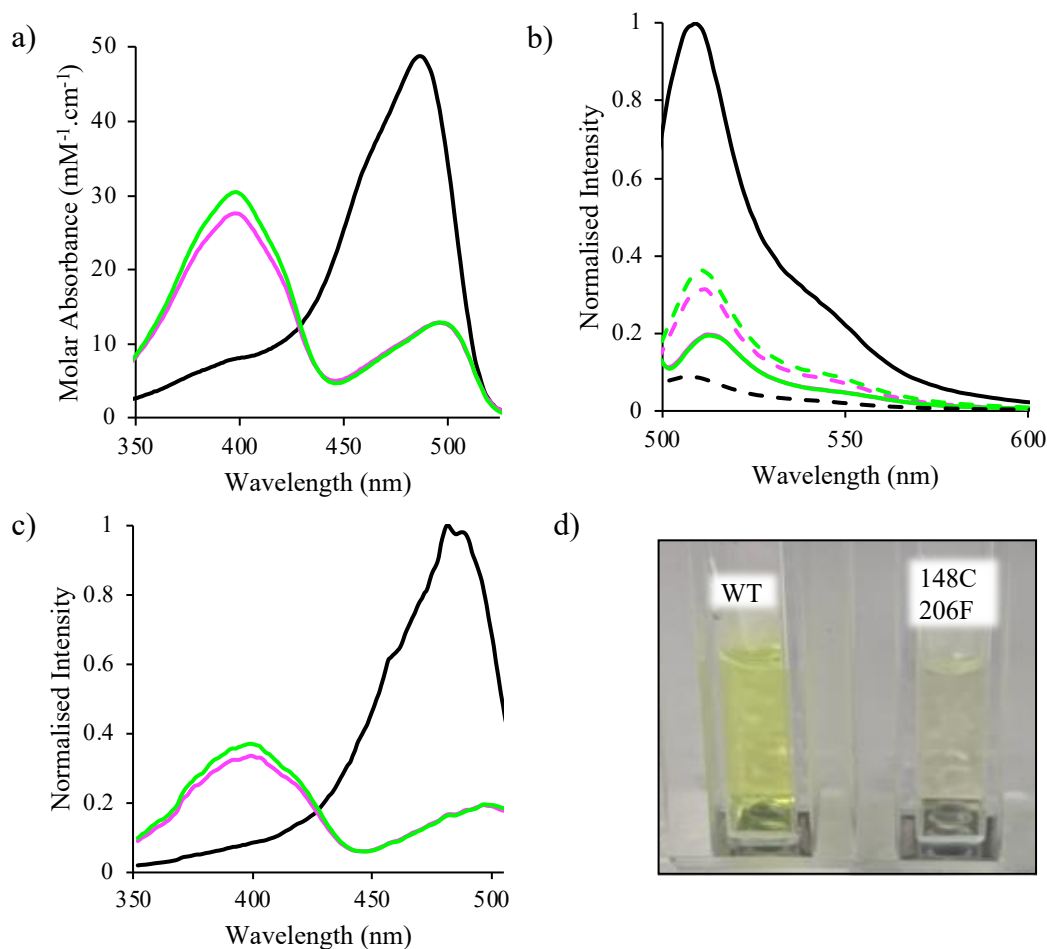 a)
50
40
30
20
10
0
Molar Absorbance (mM⁻¹.cm⁻¹)
350 400 450 500
Wavelength (nm)
b)
1
0.8
0.6
0.4
0.2
0
Normalised Intensity
500 550 600
Wavelength (nm)
c)
1
0.8
0.6
0.4
0.2
0
Normalised Intensity
350 400 450 500
Wavelength (nm)
d)
WT
148C
206F